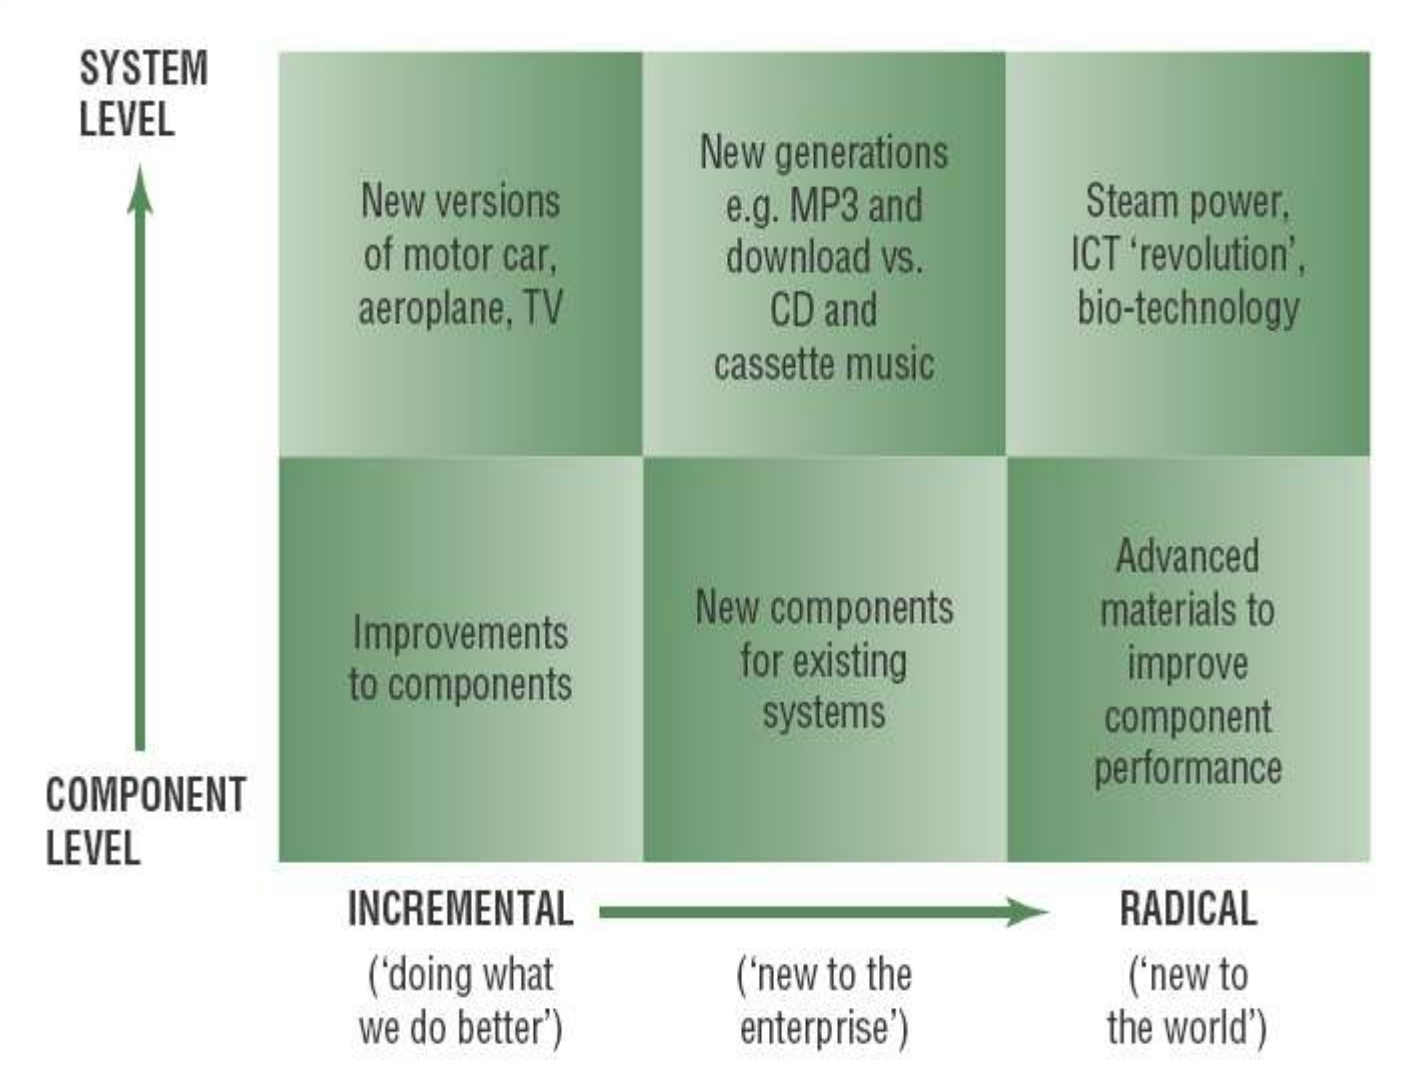 SYSTEM
LEVEL
New versions
of motor car,
aeroplane, TV
New generations
e.g. MP3 and
download vs.
CD and
cassette music
Steam power,
ICT ‘revolution’,
bio-technology
Improvements
to components
New components
for existing
systems
Advanced
materials to
improve
component
performance
COMPONENT
LEVEL
INCREMENTAL
RADICAL
(‘doing what
we do better’)
(‘new to the
enterprise’)
(‘new to
the world’)